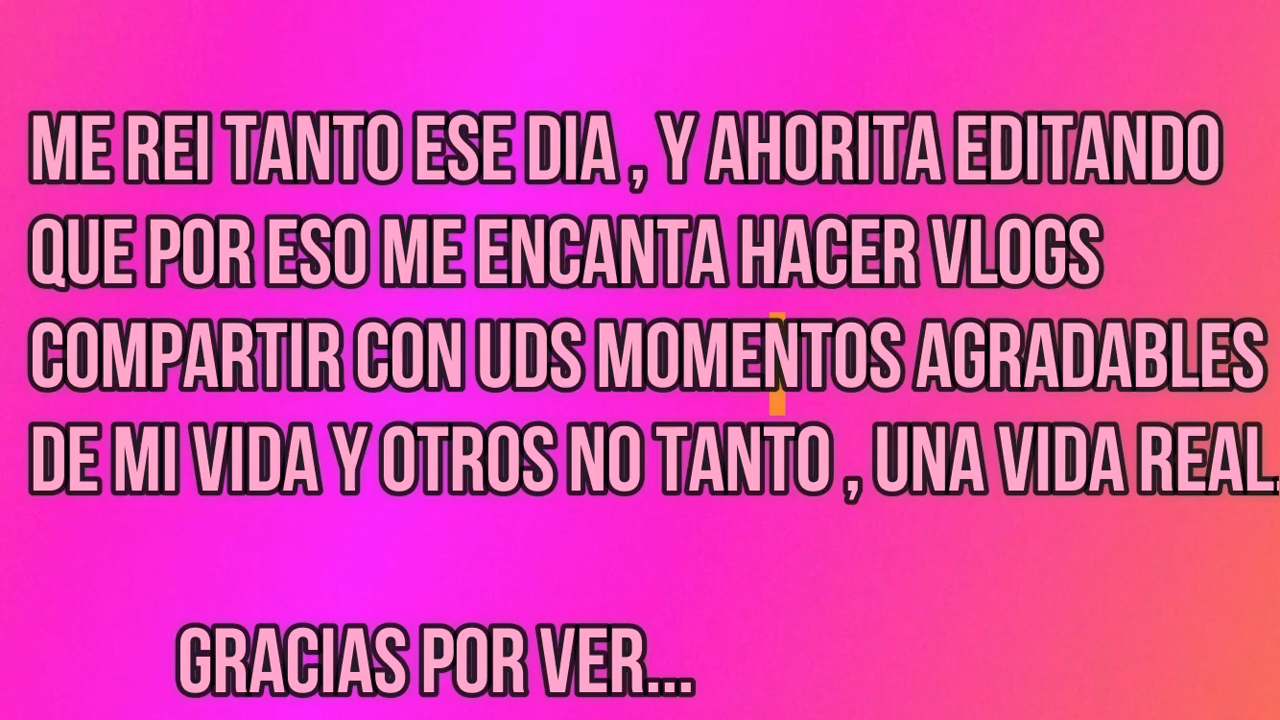 ME REI TANTO ESE DIA , Y AHORITA EDITANDO
QUE POR ESO ME ENCANTA HACER VLOGS
COMPARTIR CON UDS MOMENTOS AGRADABLES
DE MI VIDA Y OTROS NO TANTO , UNA VIDA REAL.
GRACIAS POR VER...